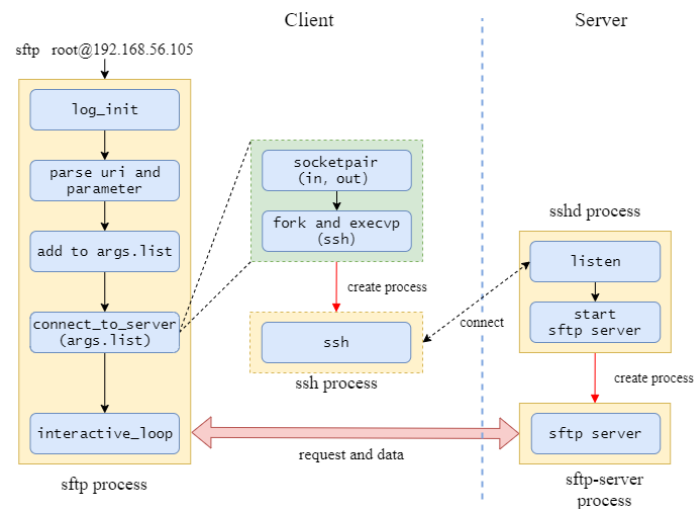 Client
Server
sftp root@192.168.56.105
log_init
parse uri and
parameter
add to args.list
connect_to_server
(args.list)
interactive_loop
sftp process
socketpair
(in, out)
fork and execvp
(ssh)
create process
ssh
ssh process
connect
request and data
sshd process
listen
start
sftp server
create process
sftp server
sftp-server
process